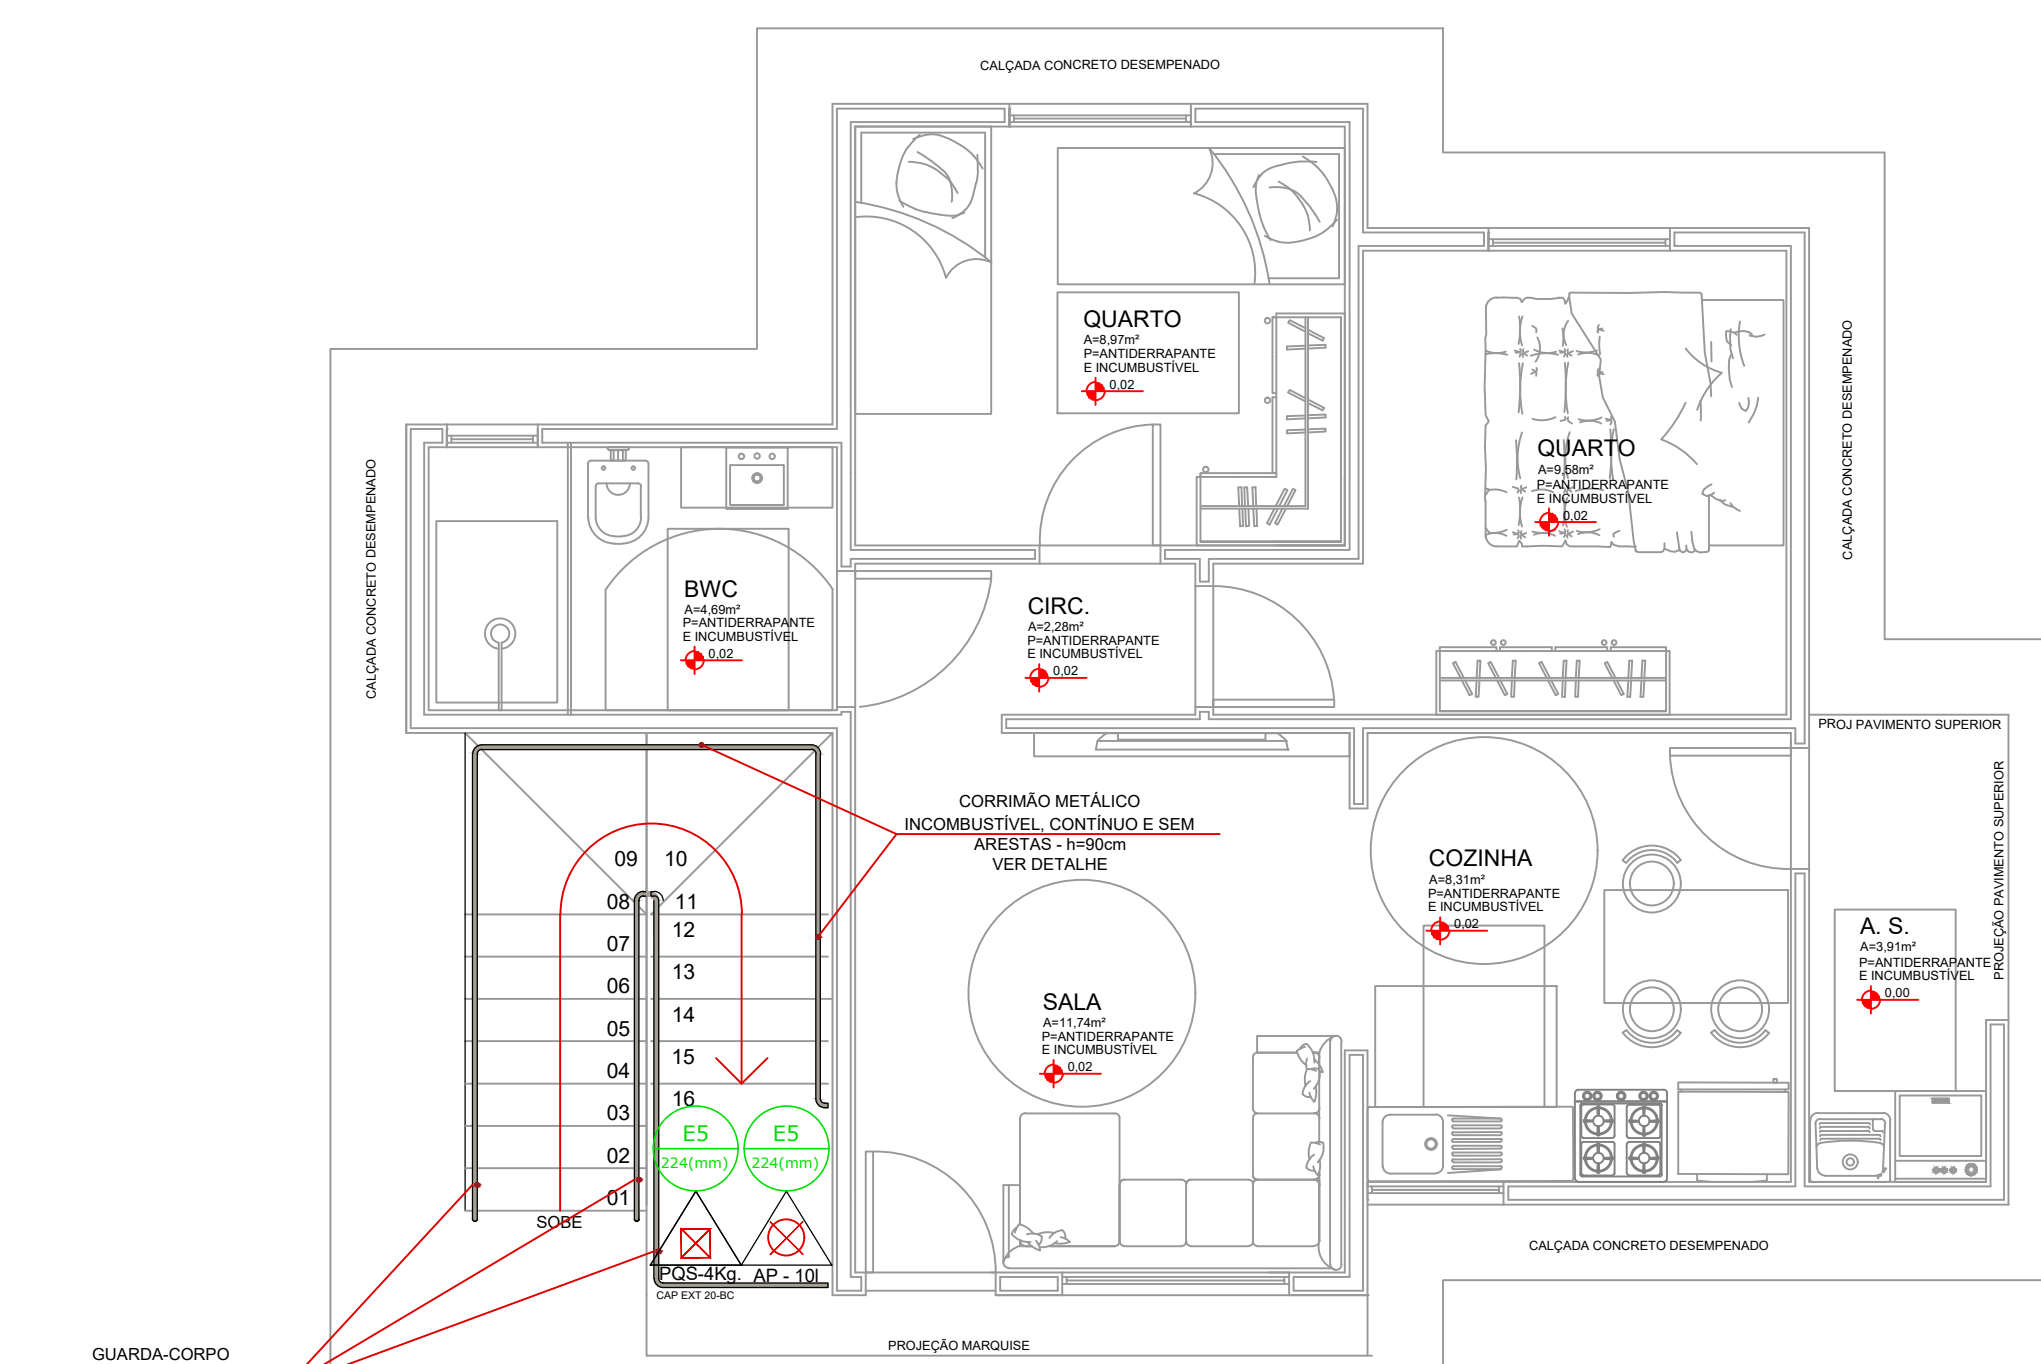 CALÇADA CONCRETO DESEMPENADO
QUARTO
A=8,97m²
P=ANTIDERRAPANTE
E INCUMBUSTÍVEL
0,02
QUARTO
A=9,58m²
P=ANTIDERRAPANTE
E INCUMBUSTÍVEL
0,02
CALÇADA CONCRETO DESEMPENADO
CALÇADA CONCRETO DESEMPENADO
BWC
A=4,69m²
P=ANTIDERRAPANTE
E INCUMBUSTÍVEL
0,02
CIRC.
A=2,28m²
P=ANTIDERRAPANTE
E INCUMBUSTÍVEL
0,02
PROJ PAVIMENTO SUPERIOR
PROJEÇÃO PAVIMENTO SUPERIOR
CORRIMÃO METÁLICO
INCOMBUSTÍVEL, CONTÍNUO E SEM
ARESTAS - h=90cm
VER DETALHE
COZINHA
A=8,31m²
P=ANTIDERRAPANTE
E INCUMBUSTÍVEL
0,02
A. S.
A=3,91m²
P=ANTIDERRAPANTE
E INCUMBUSTÍVEL
0,00
SALA
A=11,74m²
P=ANTIDERRAPANTE
E INCUMBUSTÍVEL
0,02
09 10
08 11
12
07
13
06
14
05
15
04
16
03
02
01
SOBE
E5
224(mm)
E5
224(mm)
PQS-4Kg.
AP - 10l
CAP EXT 20-BC
CALÇADA CONCRETO DESEMPENADO
PROJEÇÃO MARQUISE
GUARDA-CORPO